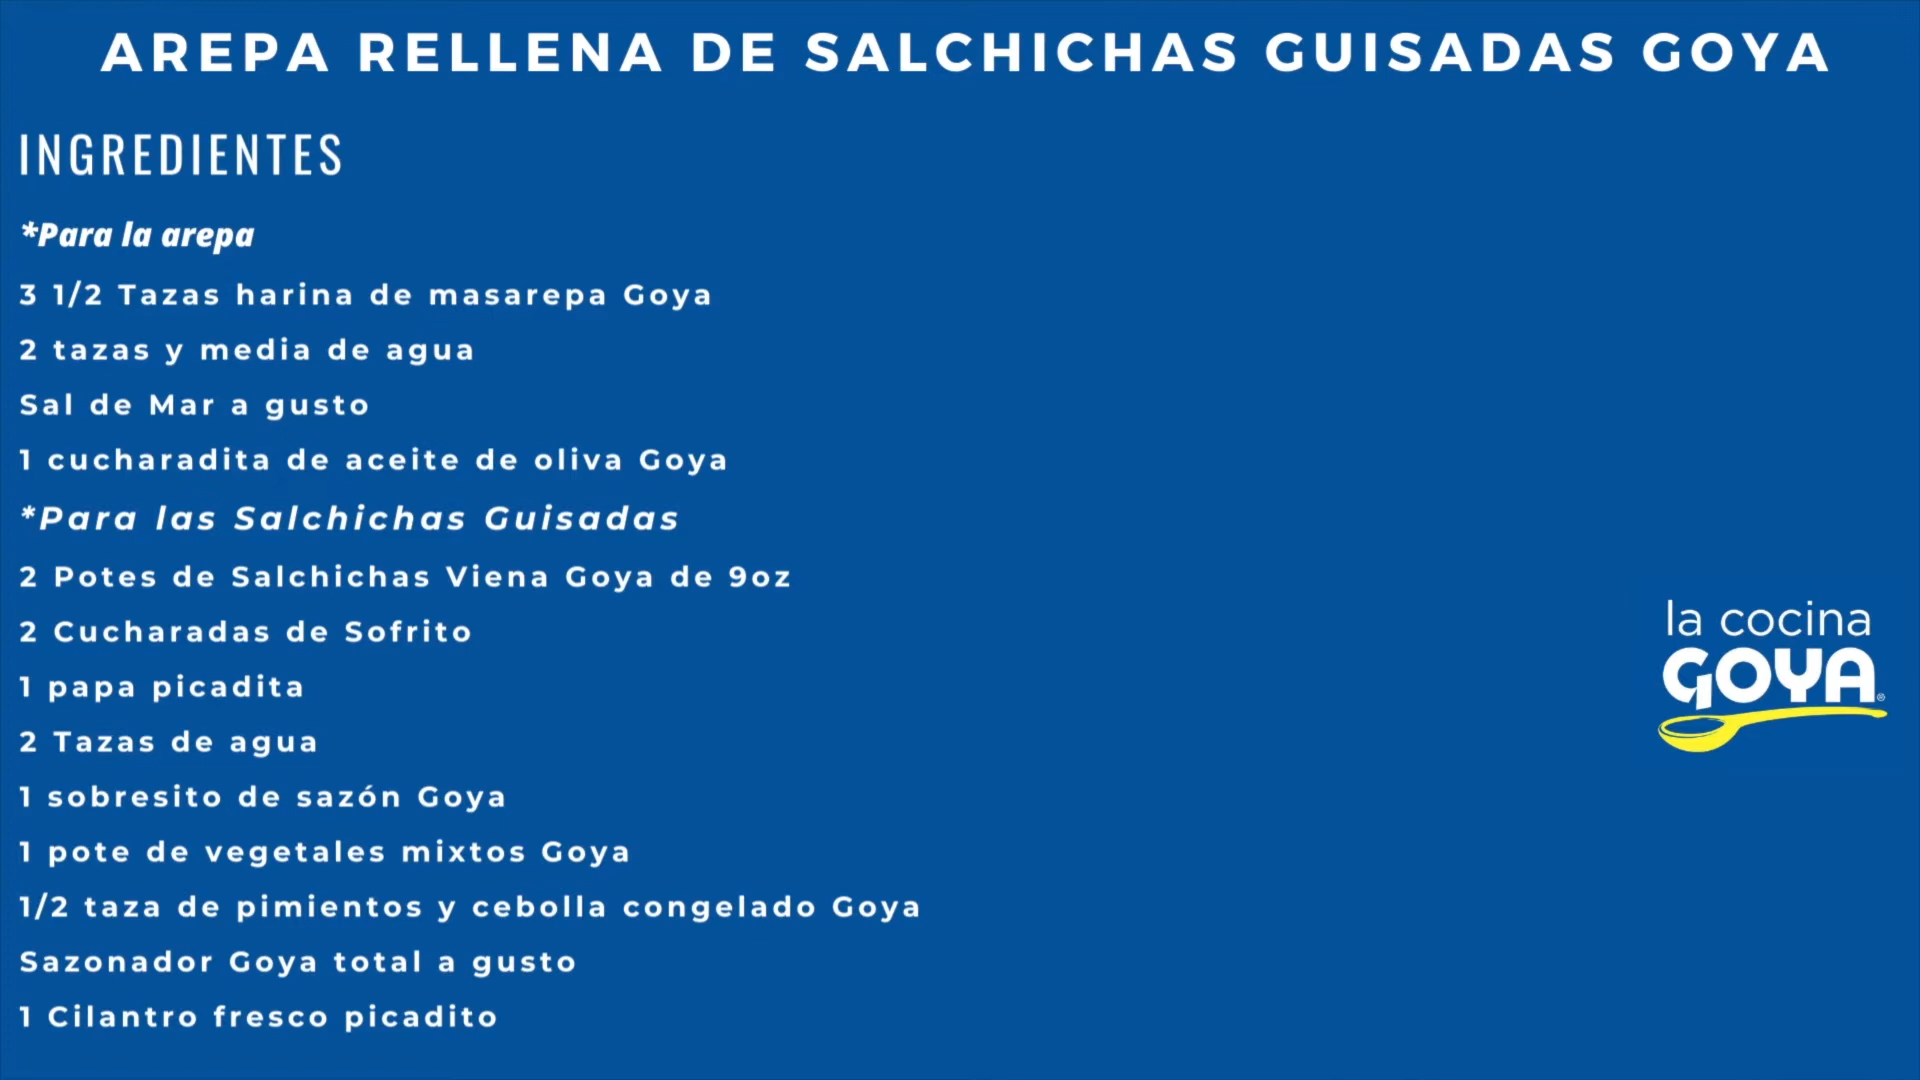 AREPA RELLENA DE SALCHICHAS GUISADAS GOYA
INGREDIENTES
*Para la arepa
3 1/2 Tazas harina de masarepa Goya
2 tazas y media de agua
Sal de Mar a gusto
1 cucharadita de aceite de oliva Goya
*Para las Salchichas Guisadas
2 Potes de Salchichas Viena Goya de 9oz
2 Cucharadas de Sofrito
1 papa picadita
2 Tazas de agua
1 sobresito de sazón Goya
1 pote de vegetales mixtos Goya
1/2 taza de pimientos y cebolla congelado Goya
Sazonador Goya total a gusto
1 Cilantro fresco picadito
la cocina
GOYA®